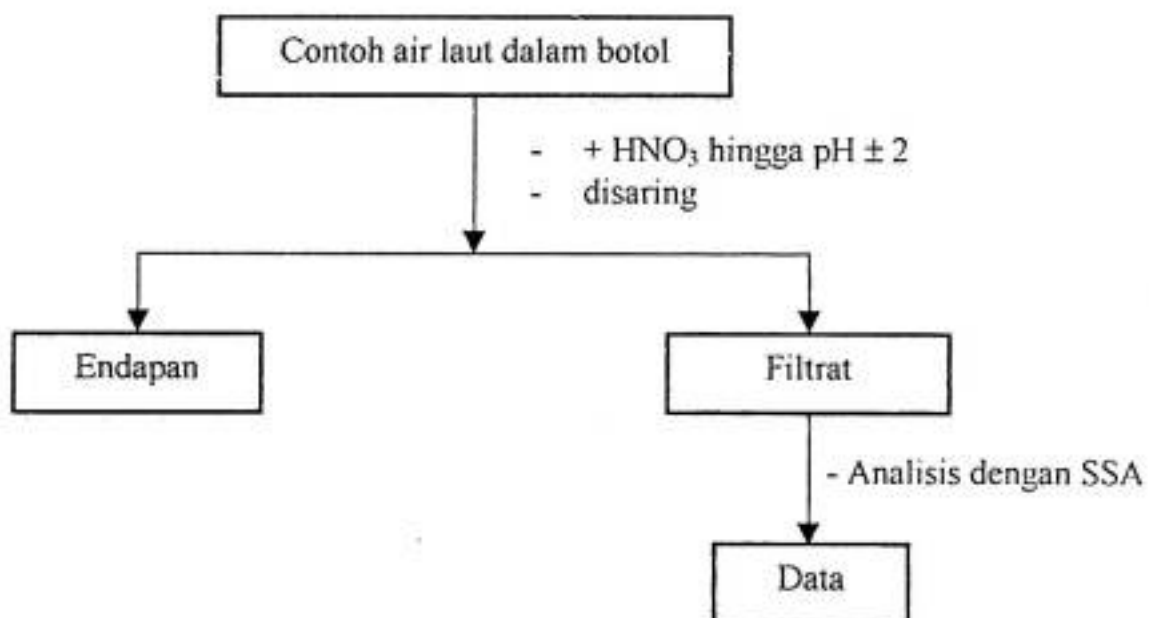 Contoh air laut dalam botol
- + HNO₃ hingga pH ± 2
- disaring
Endapan
Filtrat
- Analisis dengan SSA
Data